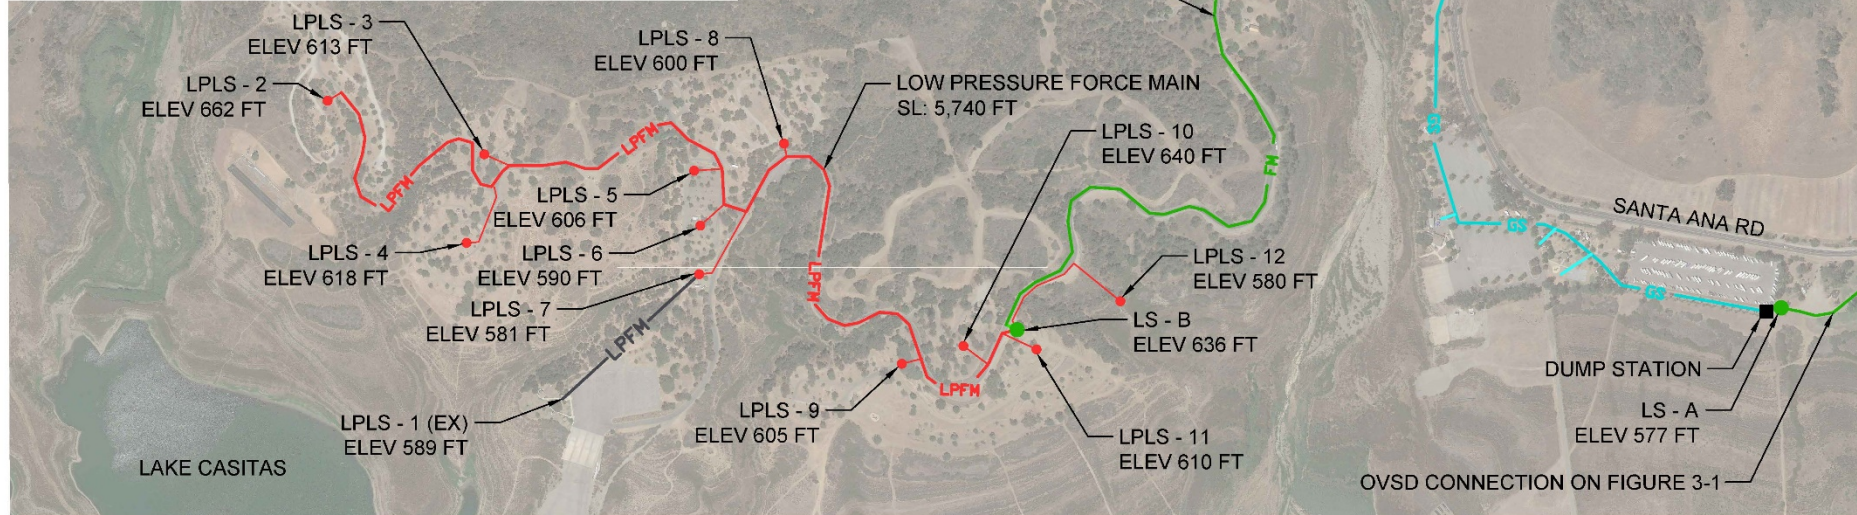 LPLS - 3
ELEV 613 FT
LPLS - 2
ELEV 662 FT
LPLS - 8
ELEV 600 FT
LOW PRESSURE FORCE MAIN
SL: 5,740 FT
LPLS - 10
ELEV 640 FT
GS
LPFM
FM
LPFM
LPLS - 5
ELEV 606 FT
SANTA ANA RD
GS
LPLS - 4
ELEV 618 FT
LPLS - 6
ELEV 590 FT
LPFM
LPLS - 12
ELEV 580 FT
GS
LPLS - 7
ELEV 581 FT
LPFM
LS - B
ELEV 636 FT
DUMP STATION
LPFM
LPLS - 1 (EX)
ELEV 589 FT
LPLS - 9
ELEV 605 FT
LS - A
ELEV 577 FT
LPLS - 11
ELEV 610 FT
LAKE CASITAS
OVSD CONNECTION ON FIGURE 3-1